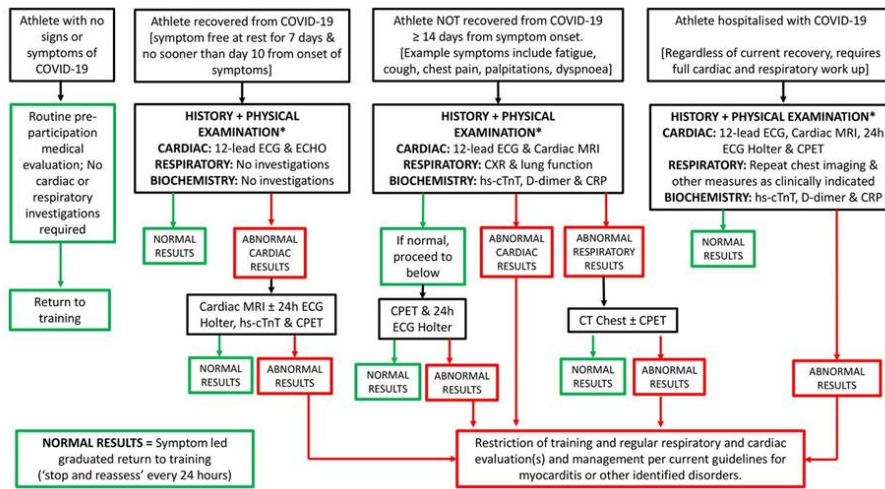 Athlete with no
signs or
symptoms of
COVID-19
Athlete recovered from COVID-19
[symptom free at rest for 7 days &
no sooner than day 10 from onset of
symptoms]
Athlete NOT recovered from COVID-19
≥ 14 days from symptom onset.
[Example symptoms include fatigue,
cough, chest pain, palpitations, dyspnoea]
Athlete hospitalised with COVID-19
[Regardless of current recovery, requires
full cardiac and respiratory work up]
Routine pre-
participation
medical
evaluation; No
cardiac or
respiratory
investigations
required
HISTORY + PHYSICAL
EXAMINATION*
CARDIAC: 12-lead ECG & ECHO
RESPIRATORY: No investigations
BIOCHEMISTRY: No investigations
HISTORY + PHYSICAL
EXAMINATION*
CARDIAC: 12-lead ECG & Cardiac MRI
RESPIRATORY: CXR & lung function
BIOCHEMISTRY: hs-cTnT, D-dimer & CRP
HISTORY + PHYSICAL EXAMINATION*
CARDIAC: 12-lead ECG, Cardiac MRI, 24h
ECG Holter & CPET
RESPIRATORY: Repeat chest imaging &
other measures as clinically indicated
BIOCHEMISTRY: hs-cTnT, D-dimer & CRP
NORMAL
RESULTS
ABNORMAL
CARDIAC
RESULTS
If normal,
proceed to
below
ABNORMAL
CARDIAC
RESULTS
ABNORMAL
RESPIRATORY
RESULTS
NORMAL
RESULTS
Return to
training
Cardiac MRI ± 24h ECG
Holter, hs-cTnT & CPET
CPET & 24h
ECG Holter
CT Chest ± CPET
NORMAL
RESULTS
ABNORMAL
RESULTS
NORMAL
RESULTS
ABNORMAL
RESULTS
NORMAL
RESULTS
ABNORMAL
RESULTS
ABNORMAL
RESULTS
NORMAL RESULTS = Symptom led
graduated return to training
('stop and reassess' every 24 hours)
Restriction of training and regular respiratory and cardiac
evaluation(s) and management per current guidelines for
myocarditis or other identified disorders.